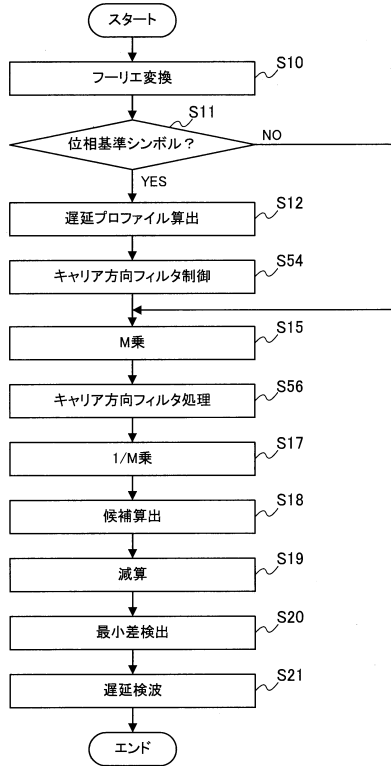 スタート
フーリエ変換
S10
位相基準シンボル?
S11
NO
YES
遅延プロファイル算出
S12
キャリア方向フィルタ制御
S54
M乗
S15
キャリア方向フィルタ処理
S56
1/M乗
S17
候補算出
S18
減算
S19
最小差検出
S20
遅延検波
S21
エンド